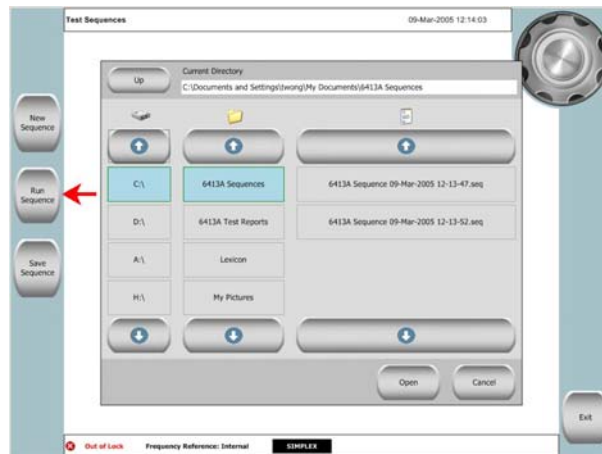 Test Sequences
09-Mar-2005 12:14:03
Up
Current Directory
C:\Documents and Settings\twong\My Documents\6413A Sequences
New Sequence
Run Sequence
Save Sequence
C:\
6413A Sequences
6413A Sequence 09-Mar-2005 12-13-47.seq
D:\
6413A Test Reports
6413A Sequence 09-Mar-2005 12-13-52.seq
A:\
Lexicon
H:\
My Pictures
Open
Cancel
Exit
Out of Lock
Frequency Reference: Internal
SIMPLEX